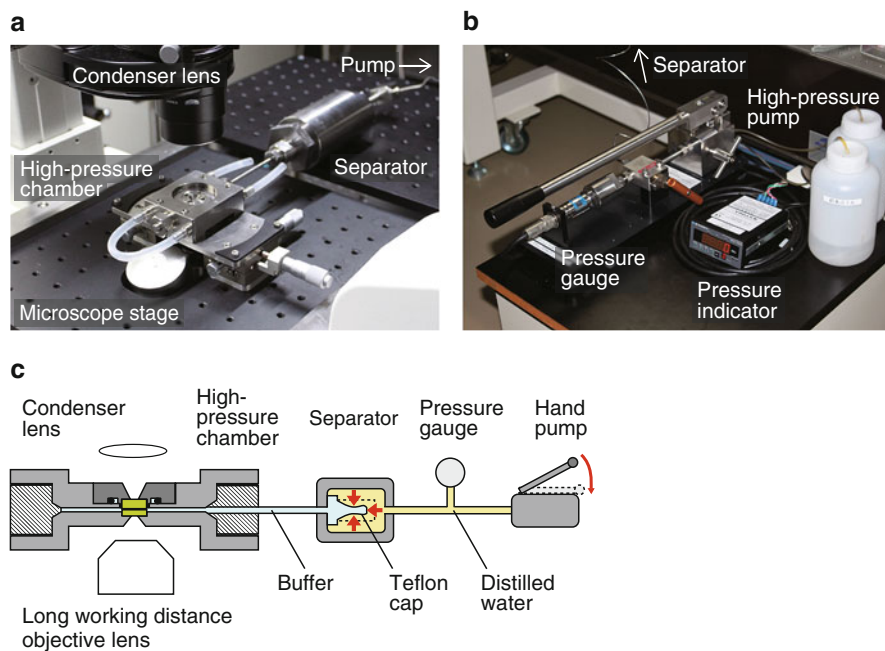 a
Condenser lens
Pump →
High-pressure
chamber
Separator
Microscope stage
b
Separator
High-pressure
pump
Pressure
gauge
Pressure
indicator
c
Condenser
lens
High-
pressure
chamber
Separator
Pressure
gauge
Hand
pump
Buffer
Teflon
cap
Distilled
water
Long working distance
objective lens